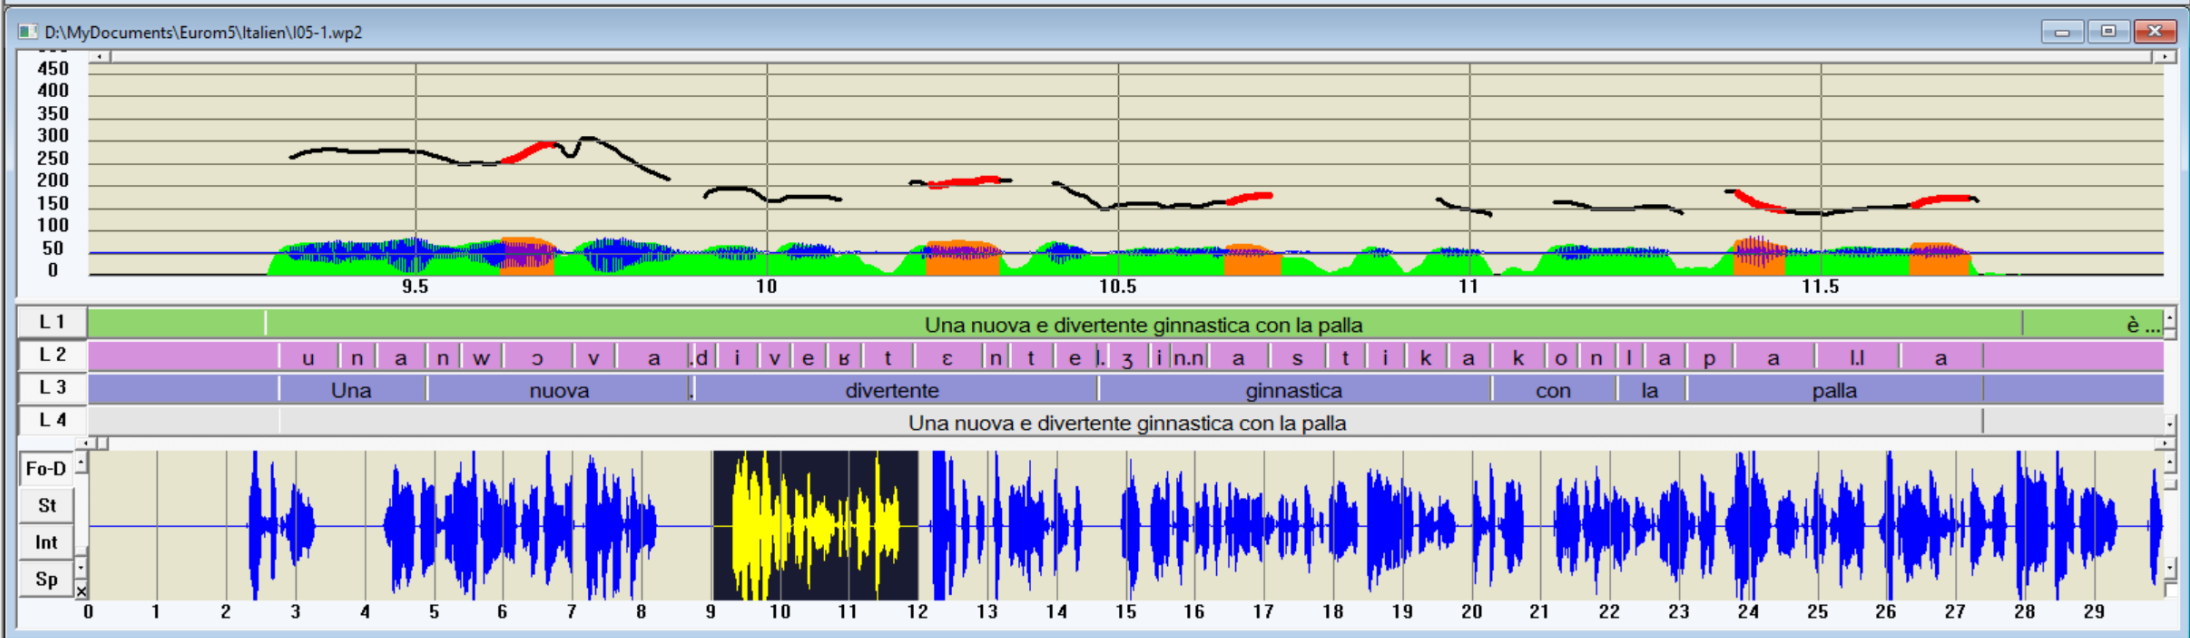 D:\MyDocuments\Eurom5\Italien\I05-1.wp2
450
400
350
300
250
200
150
100
50
0
9.5 10 10.5 11 11.5
L 1 Una nuova e divertente ginnastica con la palla è ...
L 2 u n a n w ɔ v a . d i v e ʁ t ɛ n t e l. ʒ i n.n a s t i k a k o n l a p a l.l a
L 3 Una nuova . divertente ginnastica con la palla
L 4 Una nuova e divertente ginnastica con la palla
Fo-D
St
Int
Sp
0 1 2 3 4 5 6 7 8 9 10 11 12 13 14 15 16 17 18 19 20 21 22 23 24 25 26 27 28 29